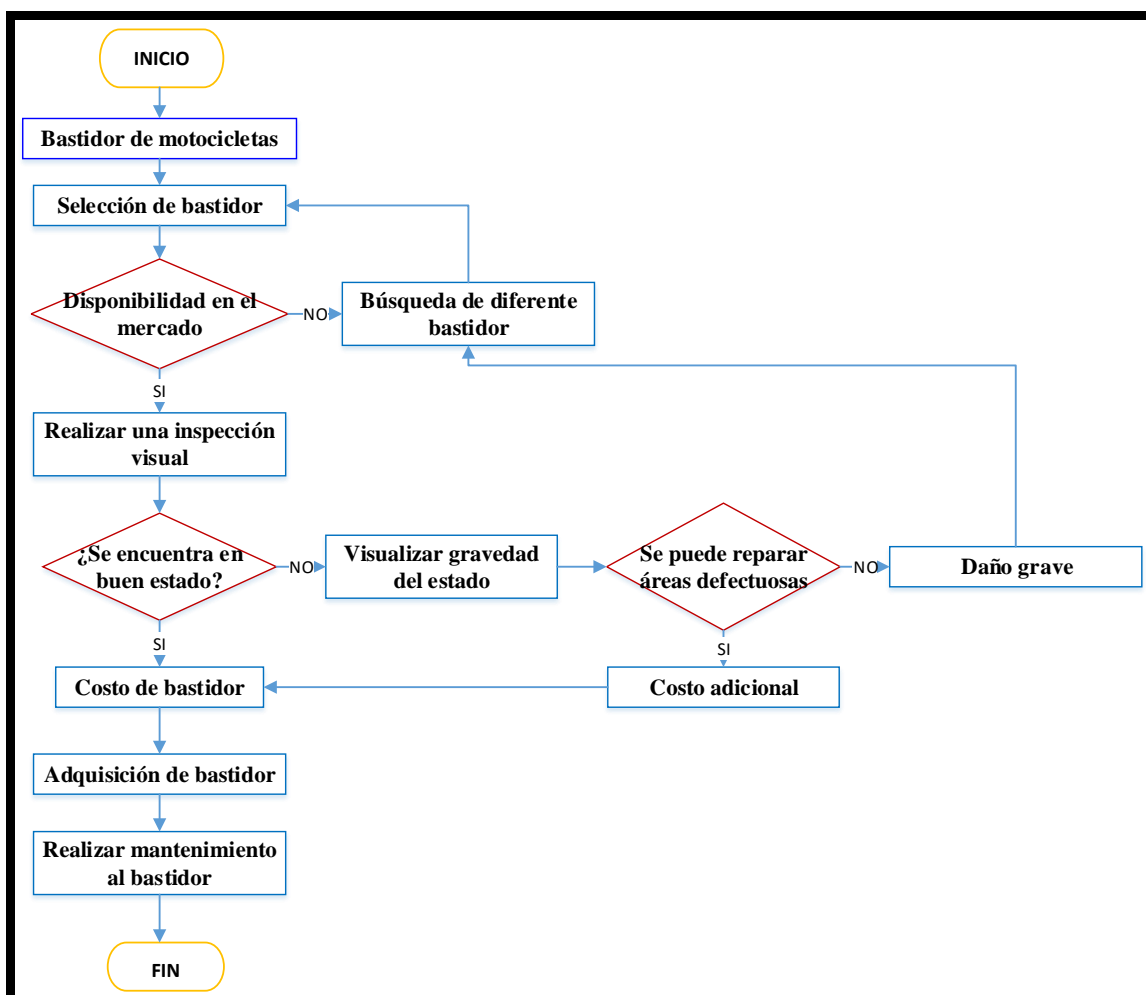 INICIO
Bastidor de motocicletas
Selección de bastidor
Disponibilidad en el
mercado
NO
Búsqueda de diferente
bastidor
SI
Realizar una inspección
visual
¿Se encuentra en
buen estado?
NO
Visualizar gravedad
del estado
Se puede reparar
áreas defectuosas
NO
Daño grave
SI
SI
Costo de bastidor
Costo adicional
Adquisición de bastidor
Realizar mantenimiento
al bastidor
FIN